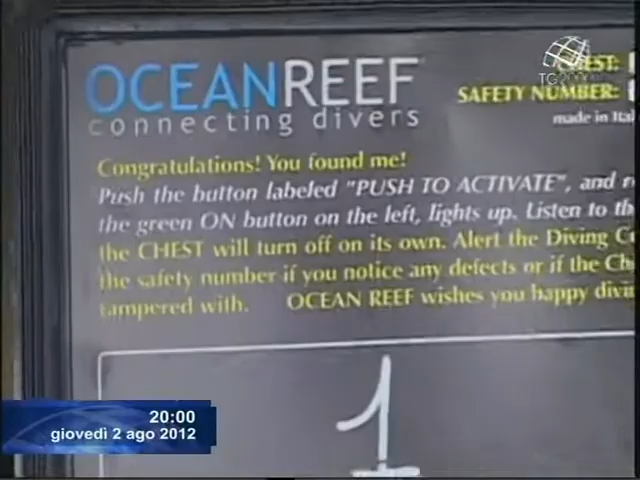 OCEANREEF
connecting divers
CHEST:
SAFETY NUMBER:
made in Ital
TG2000
Congratulations! You found me!
Push the button labeled "PUSH TO ACTIVATE", and r
the green ON button on the left, lights up. Listen to th
the CHEST will turn off on its own. Alert the Diving C
the safety number if you notice any defects or if the Ch
tampered with. OCEAN REEF wishes you happy divi
1
20:00
giovedì 2 ago 2012